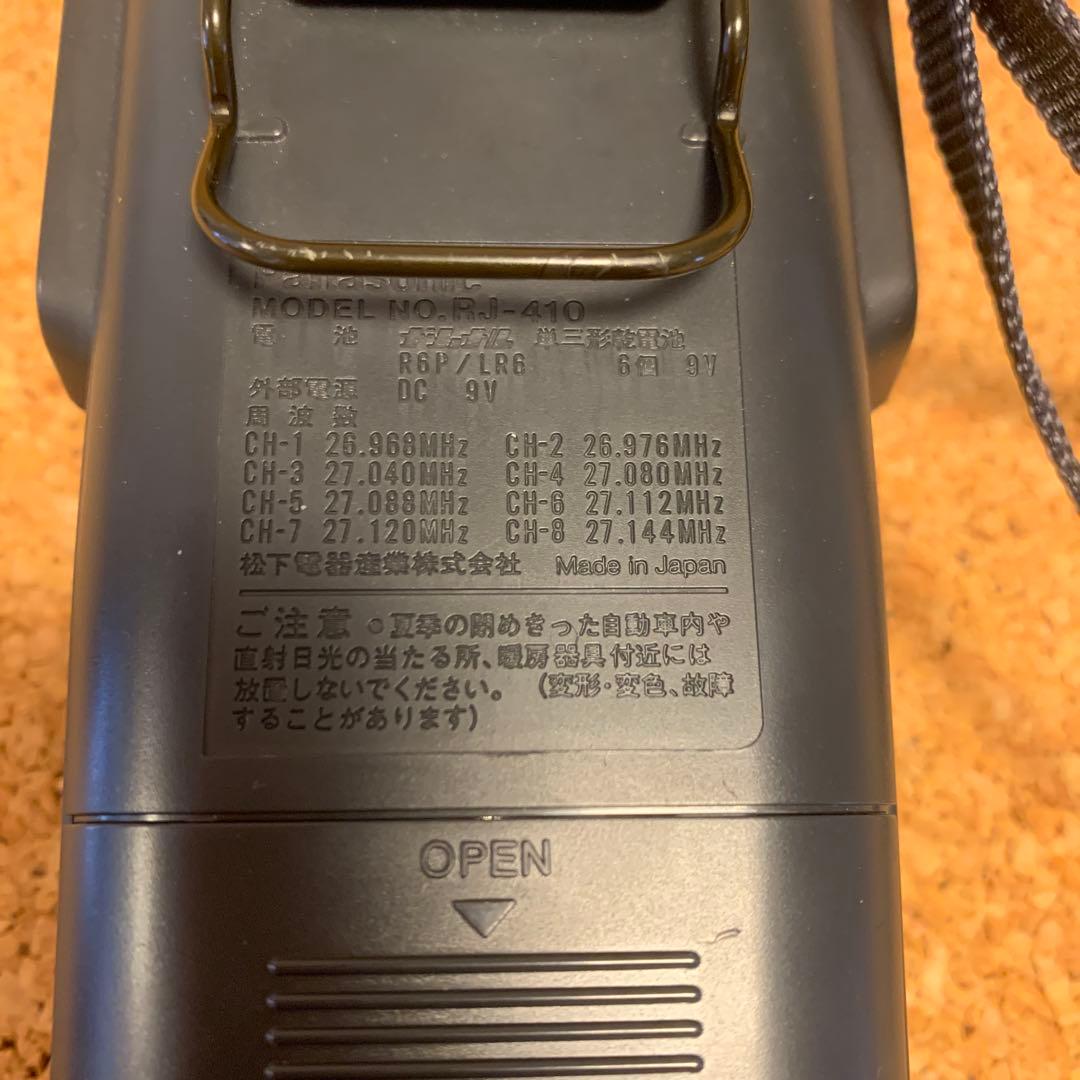 Panasonic
MODEL NO. RJ-410
電池 ナショナル 単三形乾電池
R6P/LR6 6個 9V
外部電源 DC 9V
周波数
CH-1 26.968MHz CH-2 26.976MHz
CH-3 27.040MHz CH-4 27.080MHz
CH-5 27.088MHz CH-6 27.112MHz
CH-7 27.120MHz CH-8 27.144MHz
松下電器産業株式会社 Made in Japan
ご注意 ●夏季の閉めきった自動車内や
直射日光の当たる所、暖房器具付近には
放置しないでください。(変形・変色、故障
することがあります)
OPEN